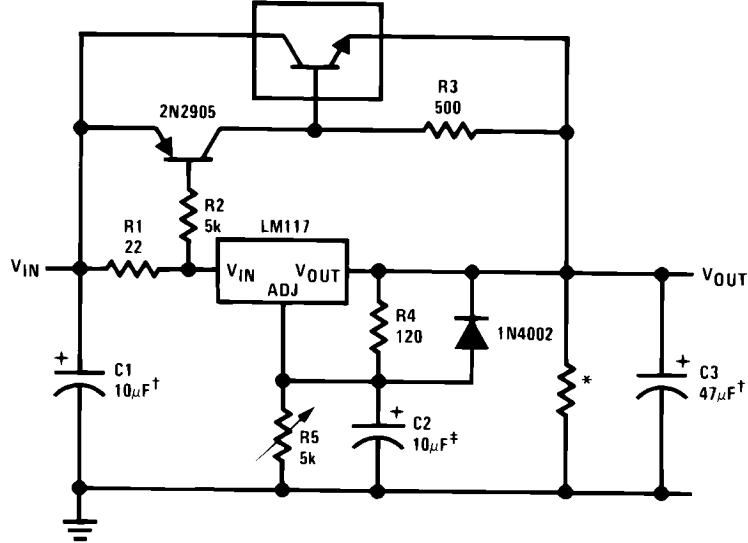 R3
500
2N2905
R2
5k
R1
22
LM117
VIN
VIN
VOUT
ADJ
VOUT
R4
120
1N4002
C1
10μF†
R5
5k
C2
10μF‡
*
C3
47μF†